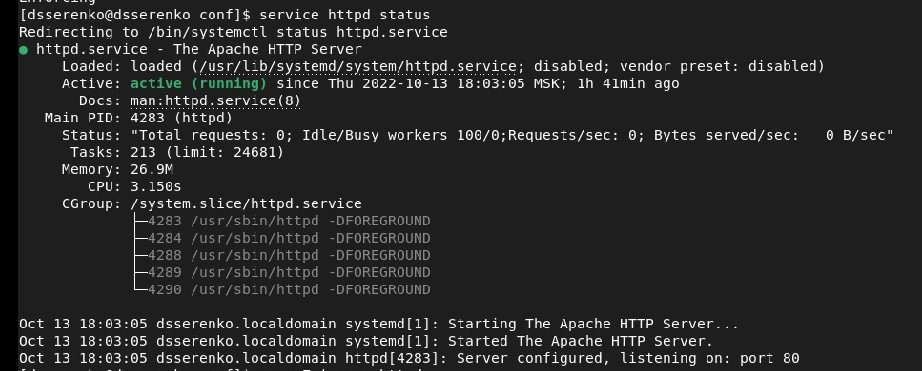 [dsserenko@dsserenko conf]$ service httpd status
Redirecting to /bin/systemctl status httpd.service
● httpd.service - The Apache HTTP Server
Loaded: loaded (/usr/lib/systemd/system/httpd.service; disabled; vendor preset: disabled)
Active: active (running) since Thu 2022-10-13 18:03:05 MSK; 1h 41min ago
Docs: man:httpd.service(8)
Main PID: 4283 (httpd)
Status: "Total requests: 0; Idle/Busy workers 100/0;Requests/sec: 0; Bytes served/sec:   0 B/sec"
Tasks: 213 (limit: 24681)
Memory: 26.9M
CPU: 3.150s
CGroup: /system.slice/httpd.service
├─4283 /usr/sbin/httpd -DFOREGROUND
├─4284 /usr/sbin/httpd -DFOREGROUND
├─4288 /usr/sbin/httpd -DFOREGROUND
├─4289 /usr/sbin/httpd -DFOREGROUND
└─4290 /usr/sbin/httpd -DFOREGROUND
Oct 13 18:03:05 dsserenko.localdomain systemd[1]: Starting The Apache HTTP Server...
Oct 13 18:03:05 dsserenko.localdomain systemd[1]: Started The Apache HTTP Server.
Oct 13 18:03:05 dsserenko.localdomain httpd[4283]: Server configured, listening on: port 80